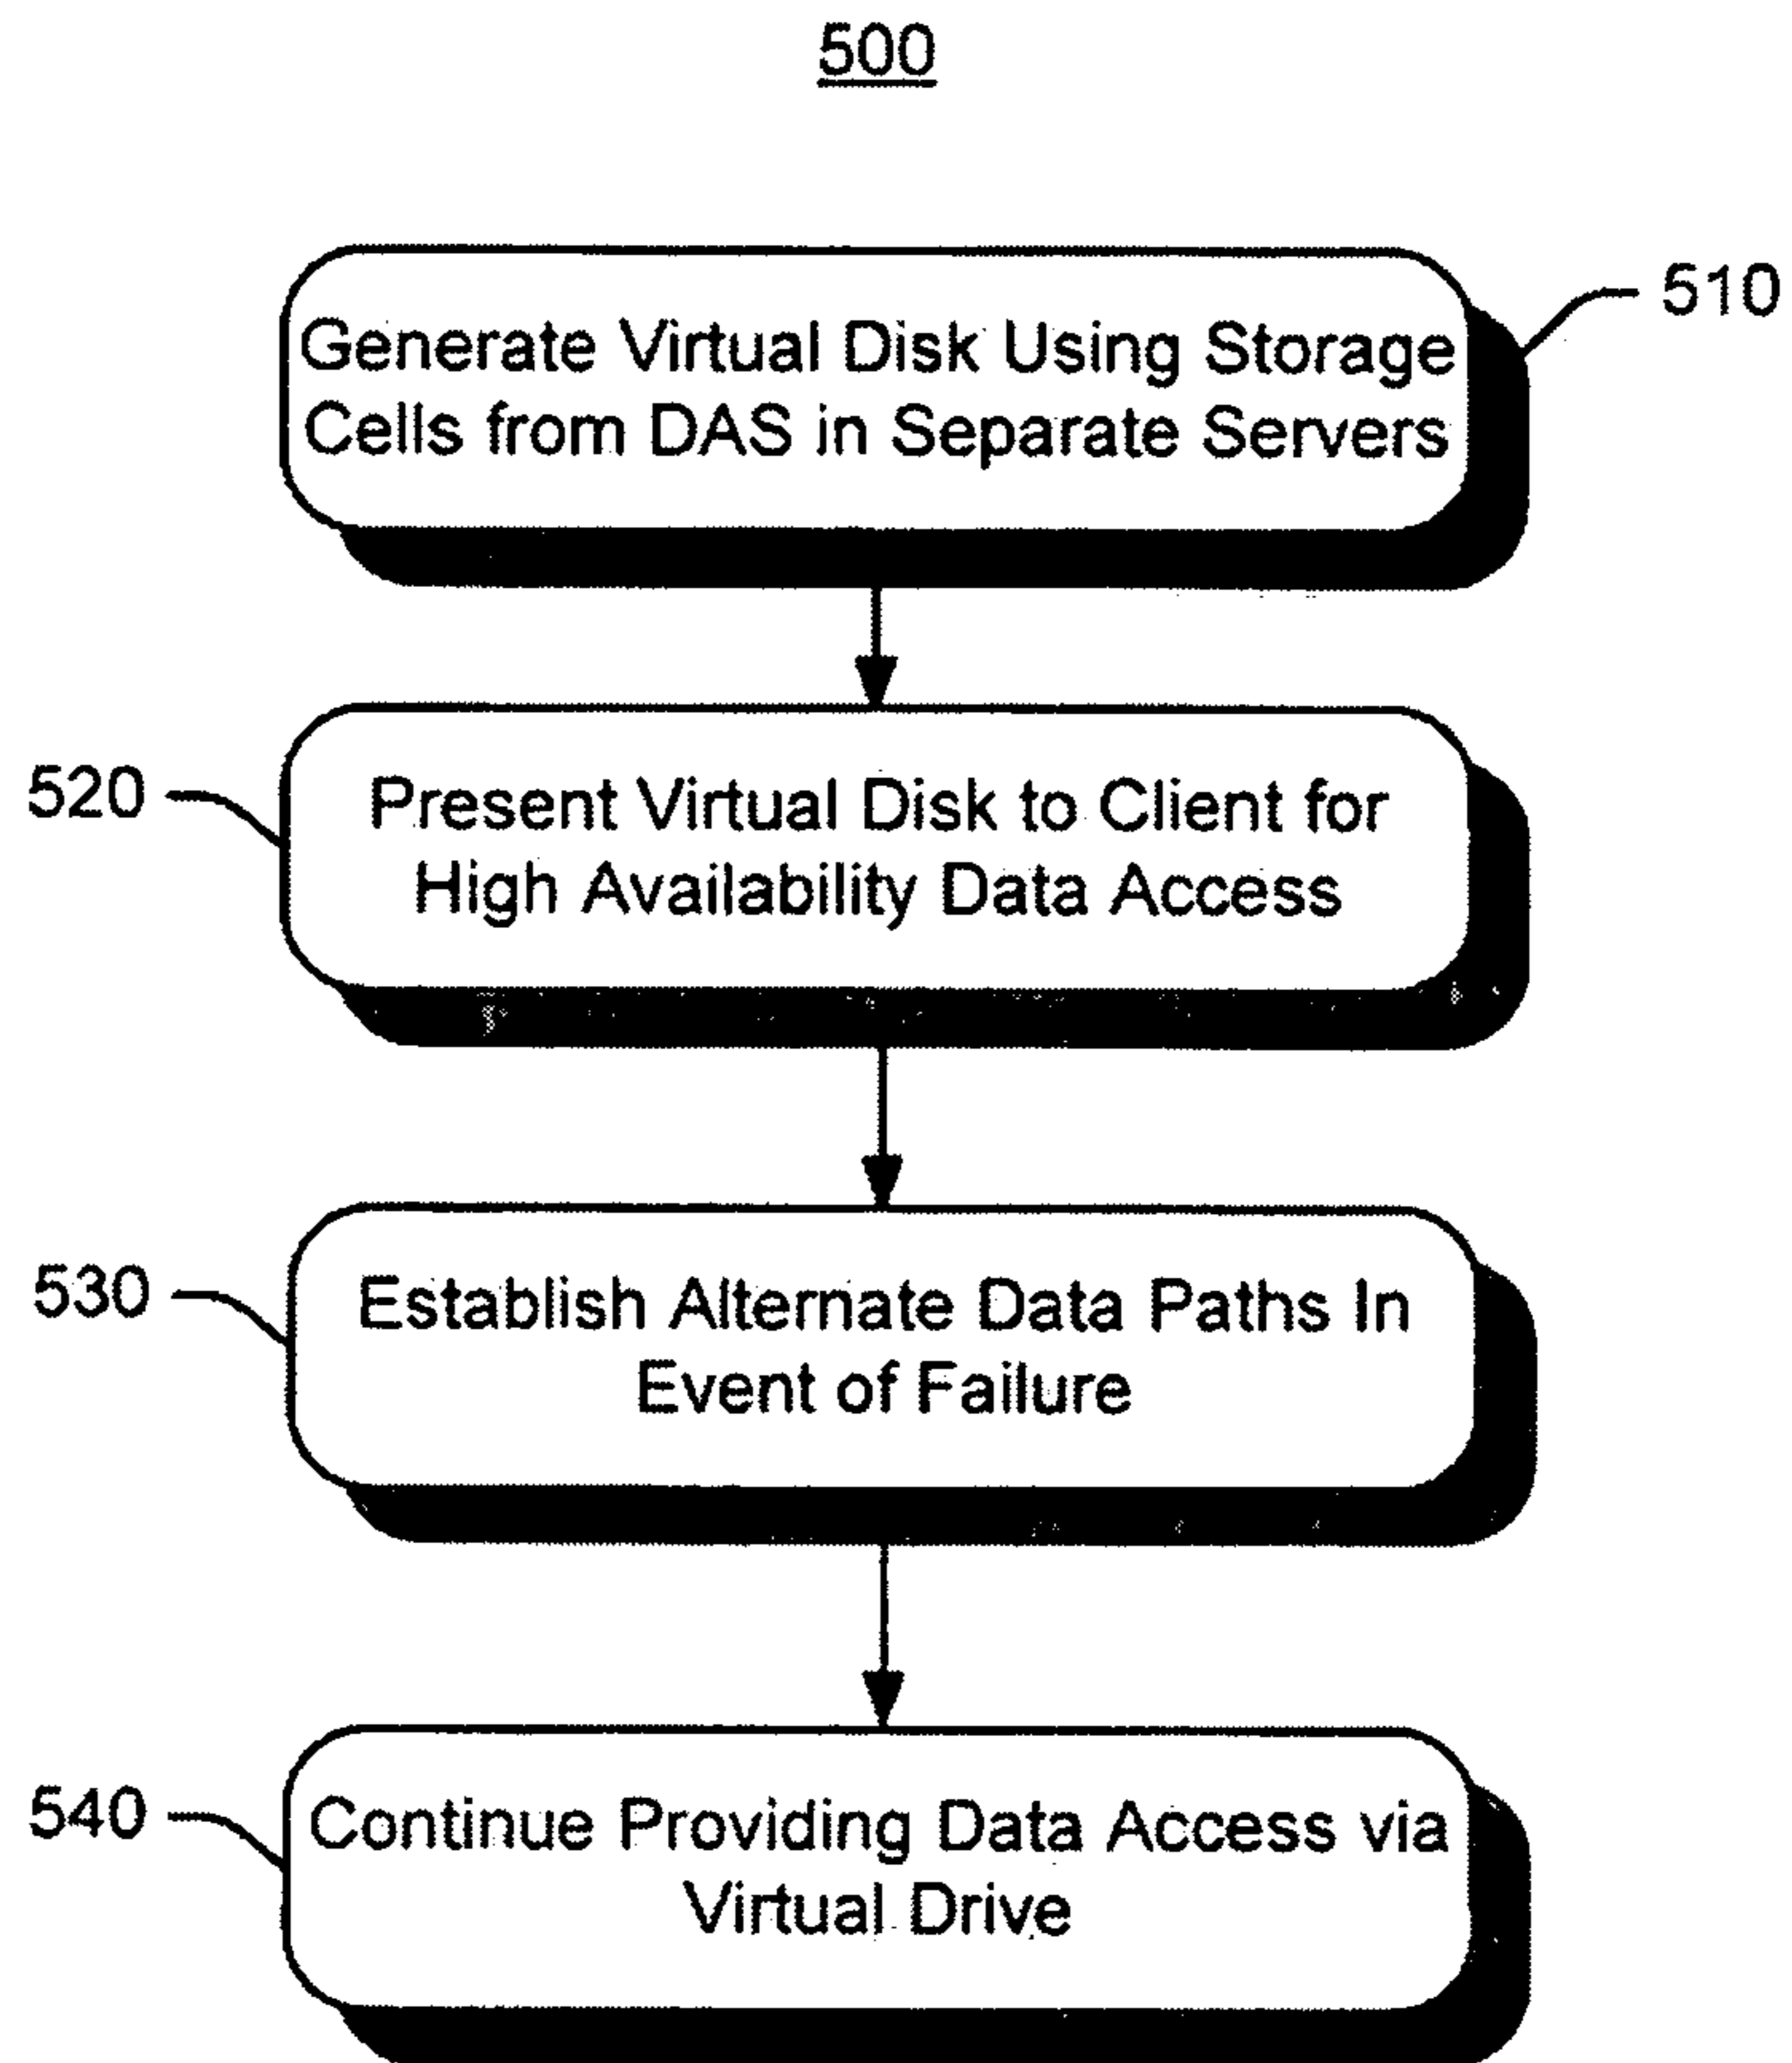 500
510
Generate Virtual Disk Using Storage
Cells from DAS in Separate Servers
520
Present Virtual Disk to Client for
High Availability Data Access
530
Establish Alternate Data Paths In
Event of Failure
540
Continue Providing Data Access via
Virtual Drive